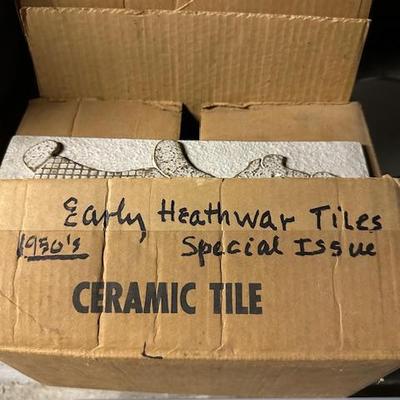 Early Heathwar Tiles
1950's Special Issue
CERAMIC TILE